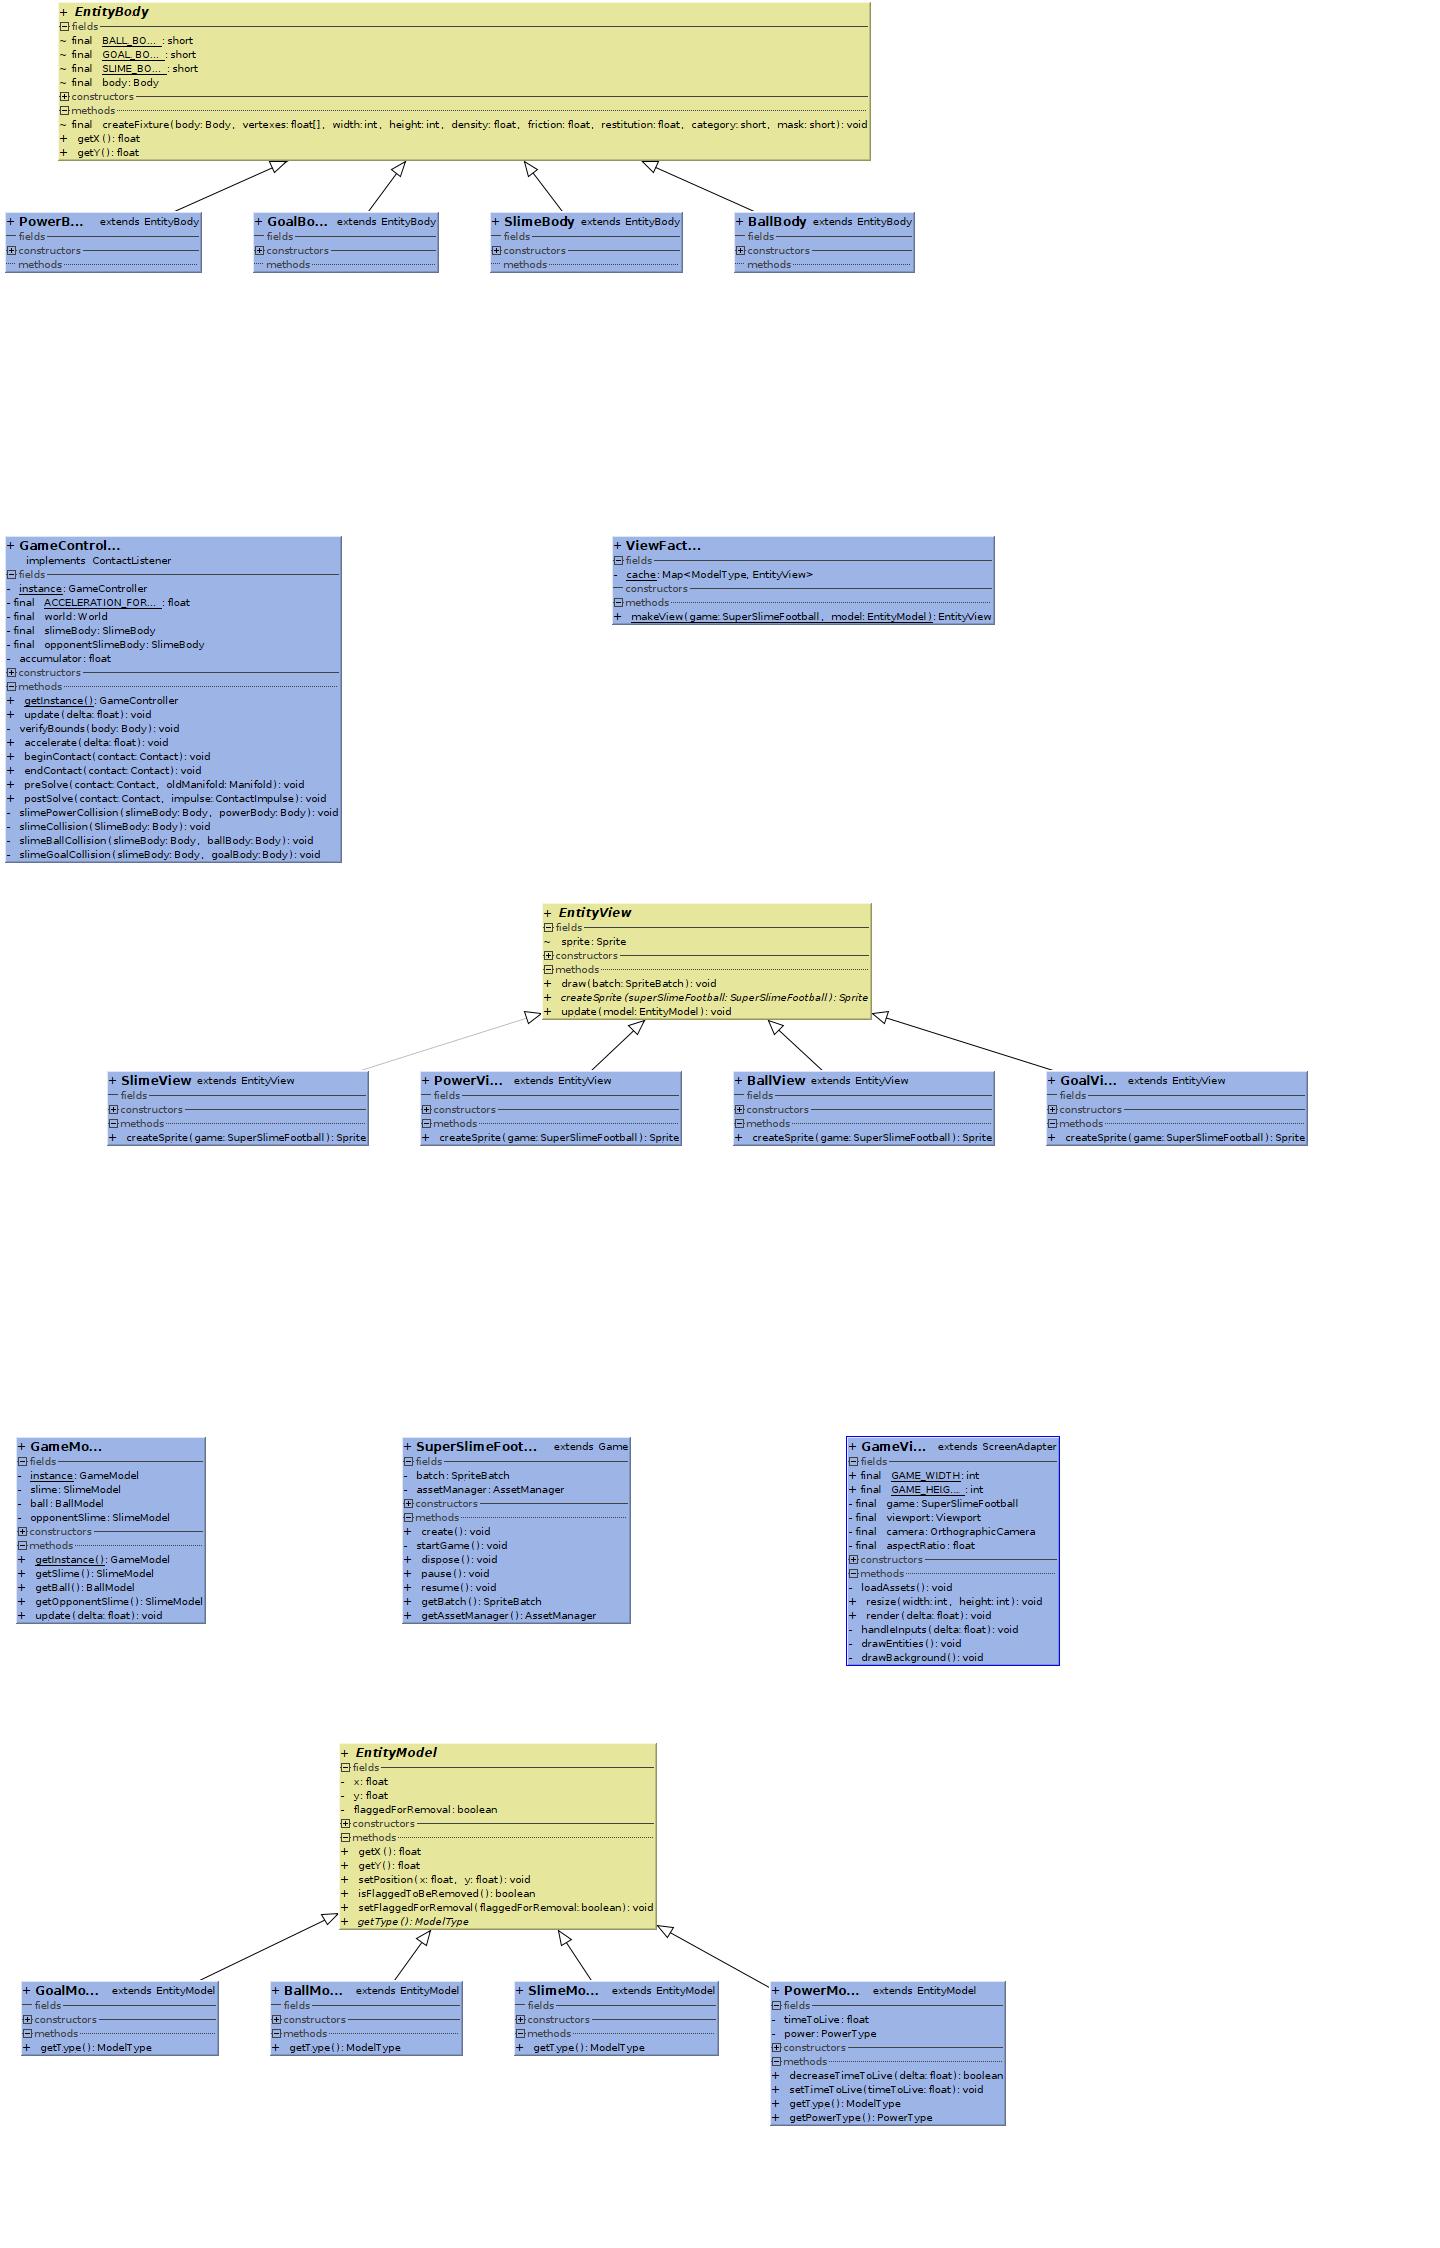 + EntityBody
fields
~ final BALL_BO... : short
~ final GOAL_BO... : short
~ final SLIME_BO... : short
~ final body: Body
constructors
methods
~ final createFixture(body: Body, vertexes: float[], width: int, height: int, density: float, friction: float, restitution: float, category: short, mask: short): void
+ getX(): float
+ getY(): float
+ PowerB... extends EntityBody
fields
constructors
methods
+ GoalBo... extends EntityBody
fields
constructors
methods
+ SlimeBody extends EntityBody
fields
constructors
methods
+ BallBody extends EntityBody
fields
constructors
methods
+ GameControl...
implements ContactListener
fields
- instance: GameController
- final ACCELERATION_FOR... : float
- final world: World
- final slimeBody: SlimeBody
- final opponentSlimeBody: SlimeBody
- accumulator: float
constructors
methods
+ getInstance(): GameController
+ update(delta: float): void
- verifyBounds(body: Body): void
+ accelerate(delta: float): void
+ beginContact(contact: Contact): void
+ endContact(contact: Contact): void
+ preSolve(contact: Contact, oldManifold: Manifold): void
+ postSolve(contact: Contact, impulse: ContactImpulse): void
- slimePowerCollision(slimeBody: Body, powerBody: Body): void
- slimeCollision(SlimeBody: Body): void
- slimeBallCollision(slimeBody: Body, ballBody: Body): void
- slimeGoalCollision(slimeBody: Body, goalBody: Body): void
+ ViewFact...
fields
- cache: Map<ModelType, EntityView>
constructors
methods
+ makeView(game: SuperSlimeFootball, model: EntityModel): EntityView
+ EntityView
fields
~ sprite: Sprite
constructors
methods
+ draw(batch: SpriteBatch): void
+ createSprite(superSlimeFootball: SuperSlimeFootball): Sprite
+ update(model: EntityModel): void
+ SlimeView extends EntityView
fields
constructors
methods
+ createSprite(game: SuperSlimeFootball): Sprite
+ PowerVi... extends EntityView
fields
constructors
methods
+ createSprite(game: SuperSlimeFootball): Sprite
+ BallView extends EntityView
fields
constructors
methods
+ createSprite(game: SuperSlimeFootball): Sprite
+ GoalVi... extends EntityView
fields
constructors
methods
+ createSprite(game: SuperSlimeFootball): Sprite
+ GameMo...
fields
- instance: GameModel
- slime: SlimeModel
- ball: BallModel
- opponentSlime: SlimeModel
constructors
methods
+ getInstance(): GameModel
+ getSlime(): SlimeModel
+ getBall(): BallModel
+ getOpponentSlime(): SlimeModel
+ update(delta: float): void
+ SuperSlimeFoot... extends Game
fields
- batch: SpriteBatch
- assetManager: AssetManager
constructors
methods
+ create(): void
- startGame(): void
+ dispose(): void
+ pause(): void
+ resume(): void
+ getBatch(): SpriteBatch
+ getAssetManager(): AssetManager
+ GameVi... extends ScreenAdapter
fields
+ final GAME_WIDTH: int
+ final GAME_HEIG... : int
- final game: SuperSlimeFootball
- final viewport: Viewport
- final camera: OrthographicCamera
- final aspectRatio: float
constructors
methods
- loadAssets(): void
+ resize(width: int, height: int): void
+ render(delta: float): void
- handleInputs(delta: float): void
- drawEntities(): void
- drawBackground(): void
+ EntityModel
fields
- x: float
- y: float
- flaggedForRemoval: boolean
constructors
methods
+ getX(): float
+ getY(): float
+ setPosition(x: float, y: float): void
+ isFlaggedToBeRemoved(): boolean
+ setFlaggedForRemoval(flaggedForRemoval: boolean): void
+ getType(): ModelType
+ GoalMo... extends EntityModel
fields
constructors
methods
+ getType(): ModelType
+ BallMo... extends EntityModel
fields
constructors
methods
+ getType(): ModelType
+ SlimeMo... extends EntityModel
fields
constructors
methods
+ getType(): ModelType
+ PowerMo... extends EntityModel
fields
- timeToLive: float
- power: PowerType
constructors
methods
+ decreaseTimeToLive(delta: float): boolean
+ setTimeToLive(timeToLive: float): void
+ getType(): ModelType
+ getPowerType(): PowerType